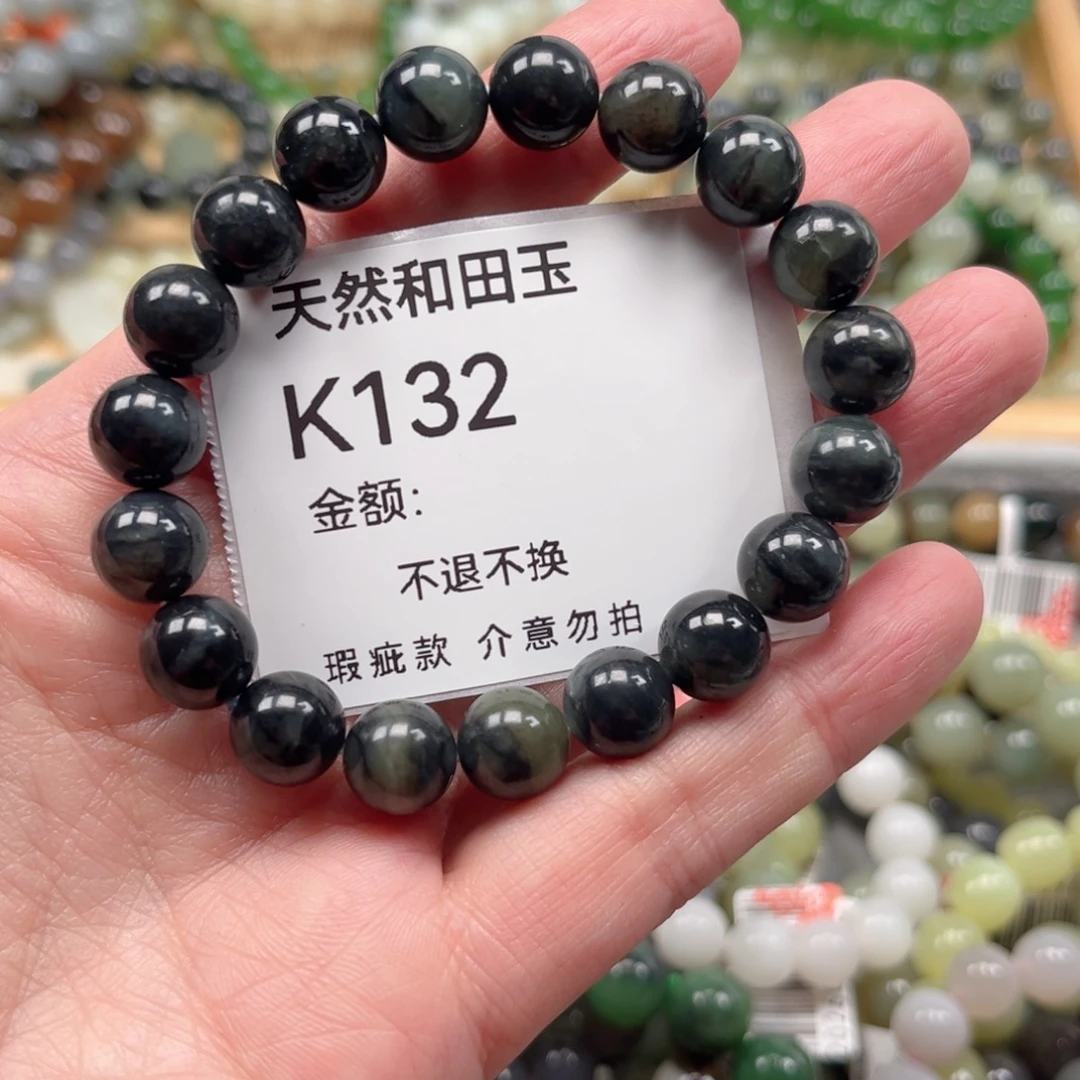 天然和田玉
K132
金额:
不退不换
瑕疵款 介意勿拍